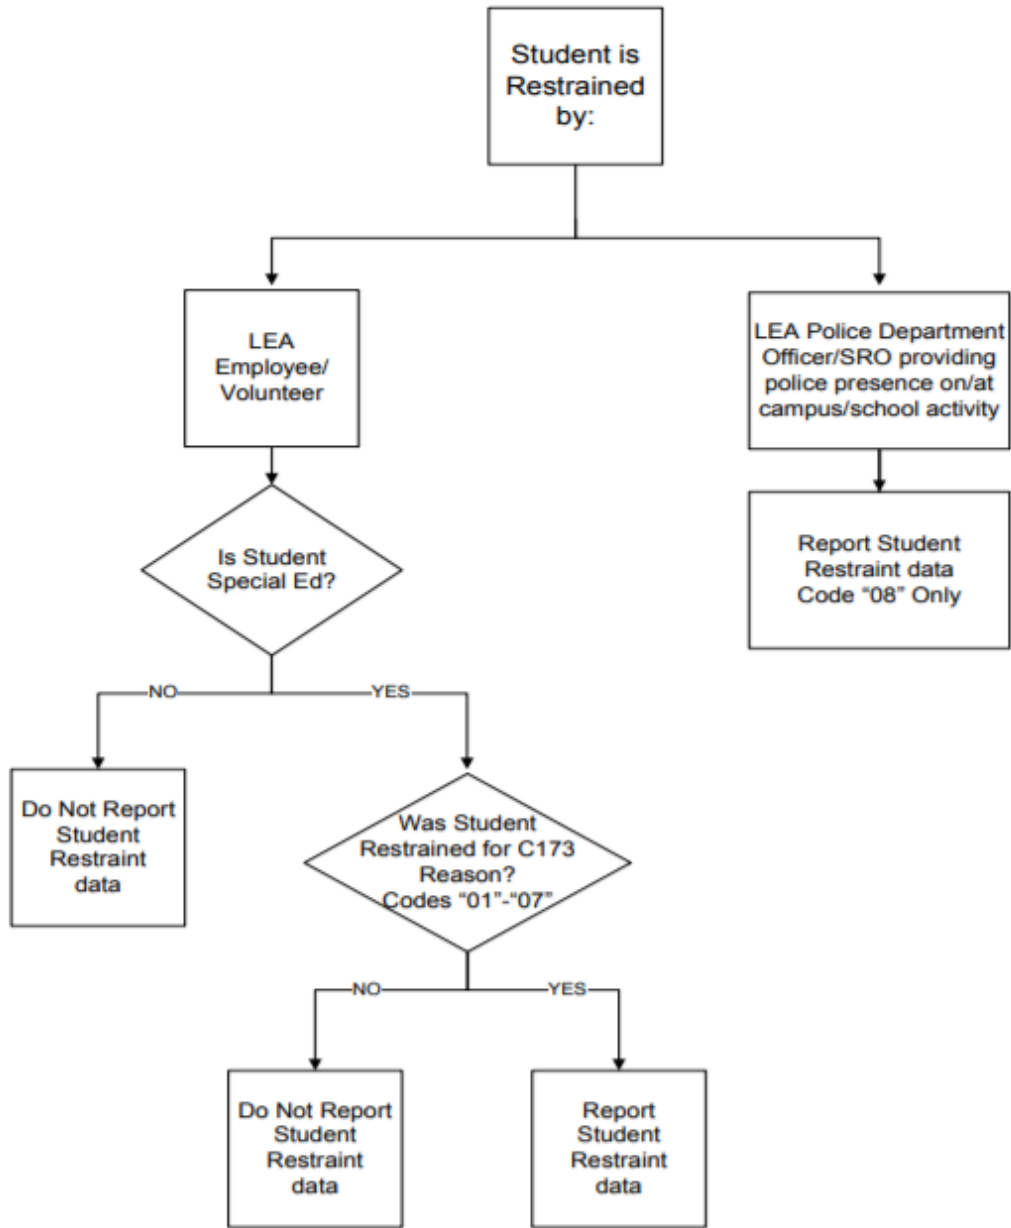 Student is
Restrained
by:
LEA
Employee/
Volunteer
LEA Police Department
Officer/SRO providing
police presence on/at
campus/school activity
Is Student
Special Ed?
Report Student
Restraint data
Code “08” Only
NO
YES
Do Not Report
Student
Restraint
data
Was Student
Restrained for C173
Reason?
Codes “01”-“07”
NO
YES
Do Not Report
Student
Restraint
data
Report
Student
Restraint
data